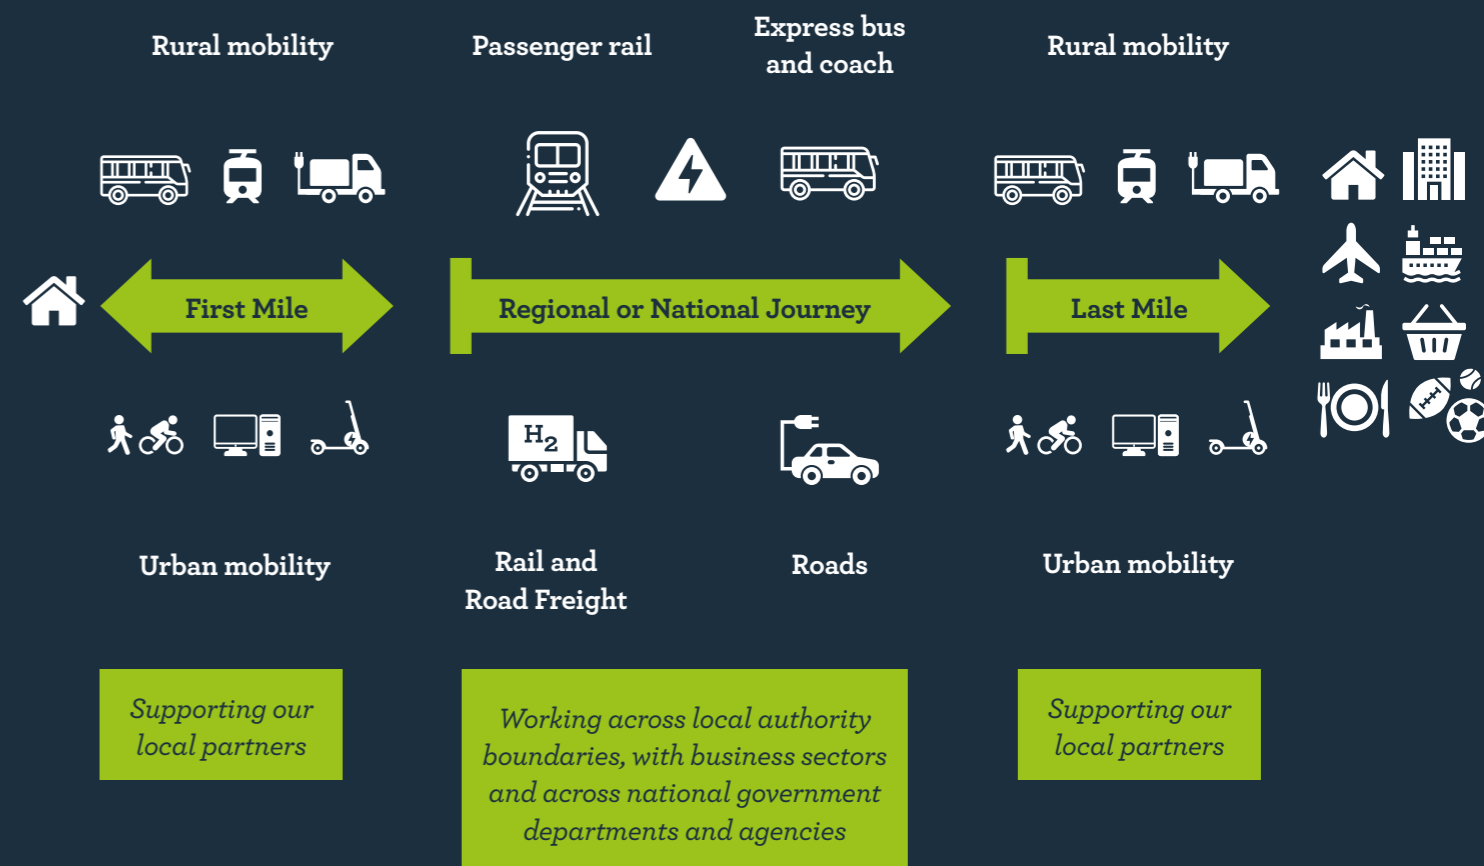 Rural mobility
Passenger rail
Express bus
and coach
Rural mobility
First Mile
Regional or National Journey
Last Mile
H2
Urban mobility
Rail and
Road Freight
Roads
Urban mobility
Supporting our
local partners
Working across local authority
boundaries, with business sectors
and across national government
departments and agencies
Supporting our
local partners